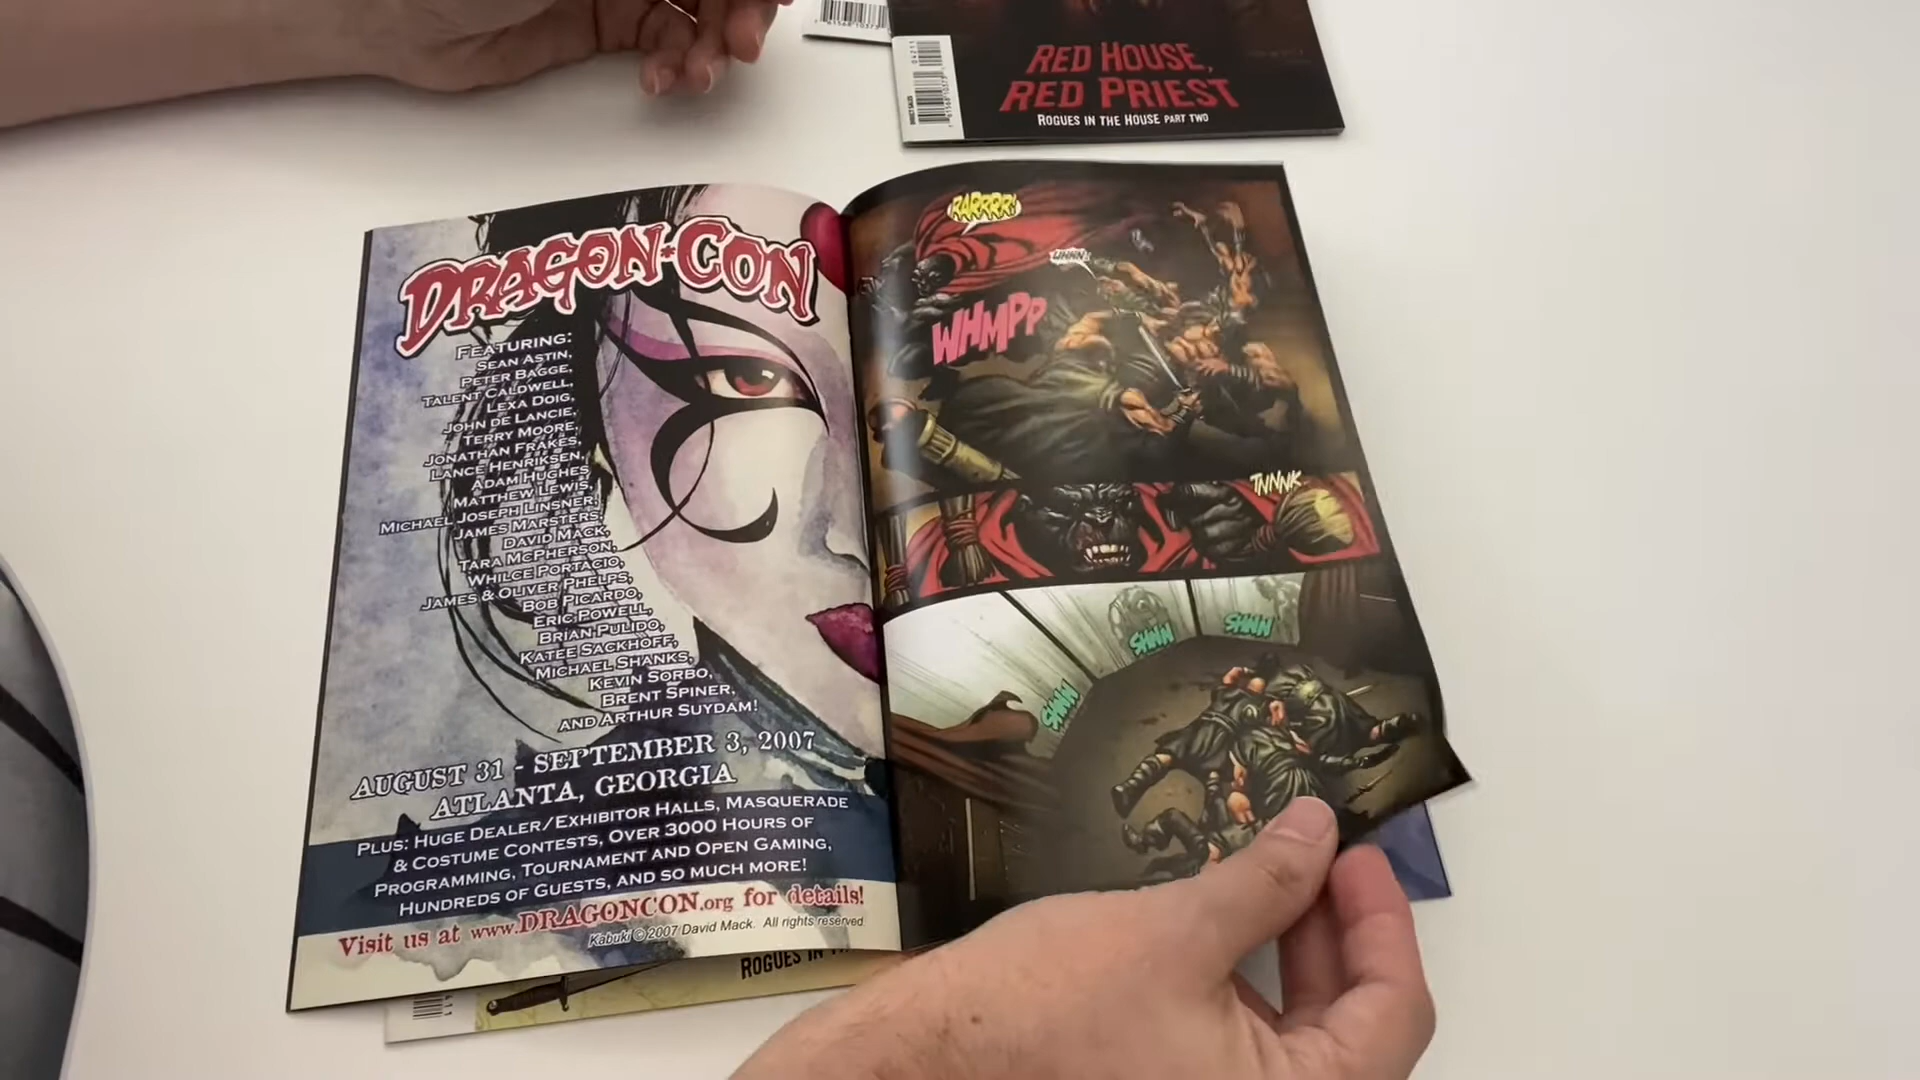 RED HOUSE,
RED PRIEST
ROGUES IN THE HOUSE PART TWO
DIRECT SALES
04211
DRAGON*CON
FEATURING:
SEAN ASTIN,
PETER BAGGE,
TALENT CALDWELL,
LEXA DOIG,
JOHN DE LANCIE,
TERRY MOORE,
JONATHAN FRAKES,
LANCE HENRIKSEN,
ADAM HUGHES
MATTHEW LEWIS,
MICHAEL JOSEPH LINSNER,
JAMES MARSTERS,
DAVID MACK,
TARA MCPHERSON,
WHILCE PORTACIO,
JAMES & OLIVER PHELPS,
BOB PICARDO,
ERIC POWELL,
BRIAN PULIDO,
KATEE SACKHOFF,
MICHAEL SHANKS,
KEVIN SORBO,
BRENT SPINER,
AND ARTHUR SUYDAM!
AUGUST 31 - SEPTEMBER 3, 2007
ATLANTA, GEORGIA
PLUS: HUGE DEALER/EXHIBITOR HALLS, MASQUERADE
& COSTUME CONTESTS, OVER 3000 HOURS OF
PROGRAMMING, TOURNAMENT AND OPEN GAMING,
HUNDREDS OF GUESTS, AND SO MUCH MORE!
Visit us at www.DRAGONCON.org for details!
Kabuki © 2007 David Mack. All rights reserved
RARRRR!
UHHN!
WHMPP
TNNNK
SHNN
SHNN
SHNN
ROGUES IN